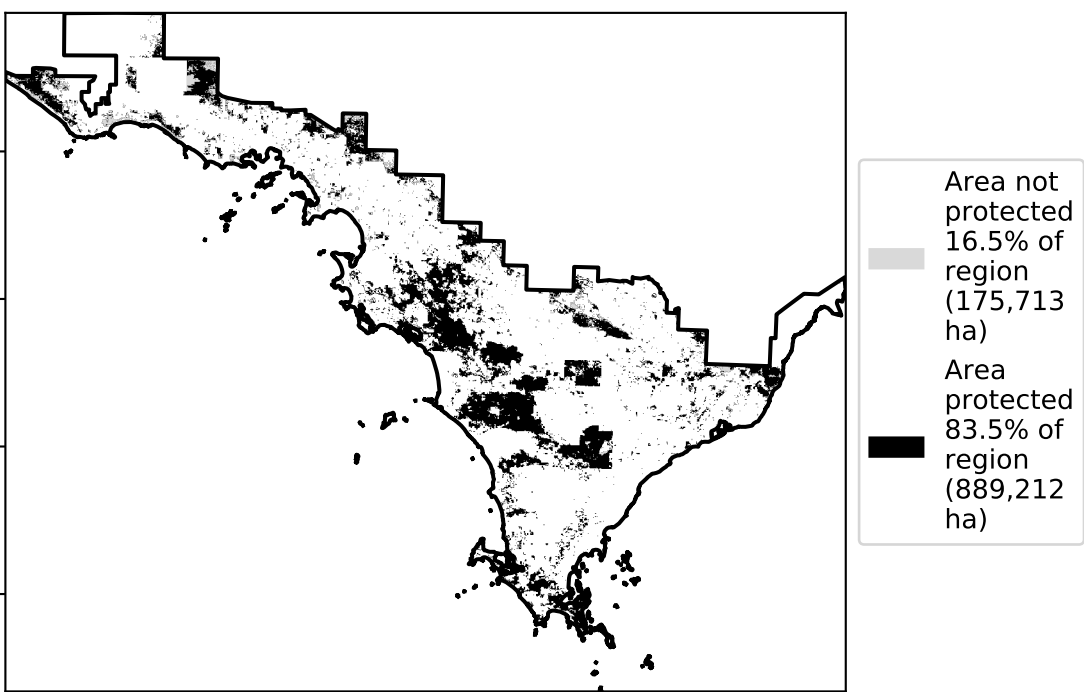 Area not
protected
16.5% of
region
(175,713
ha)
Area
protected
83.5% of
region
(889,212
ha)